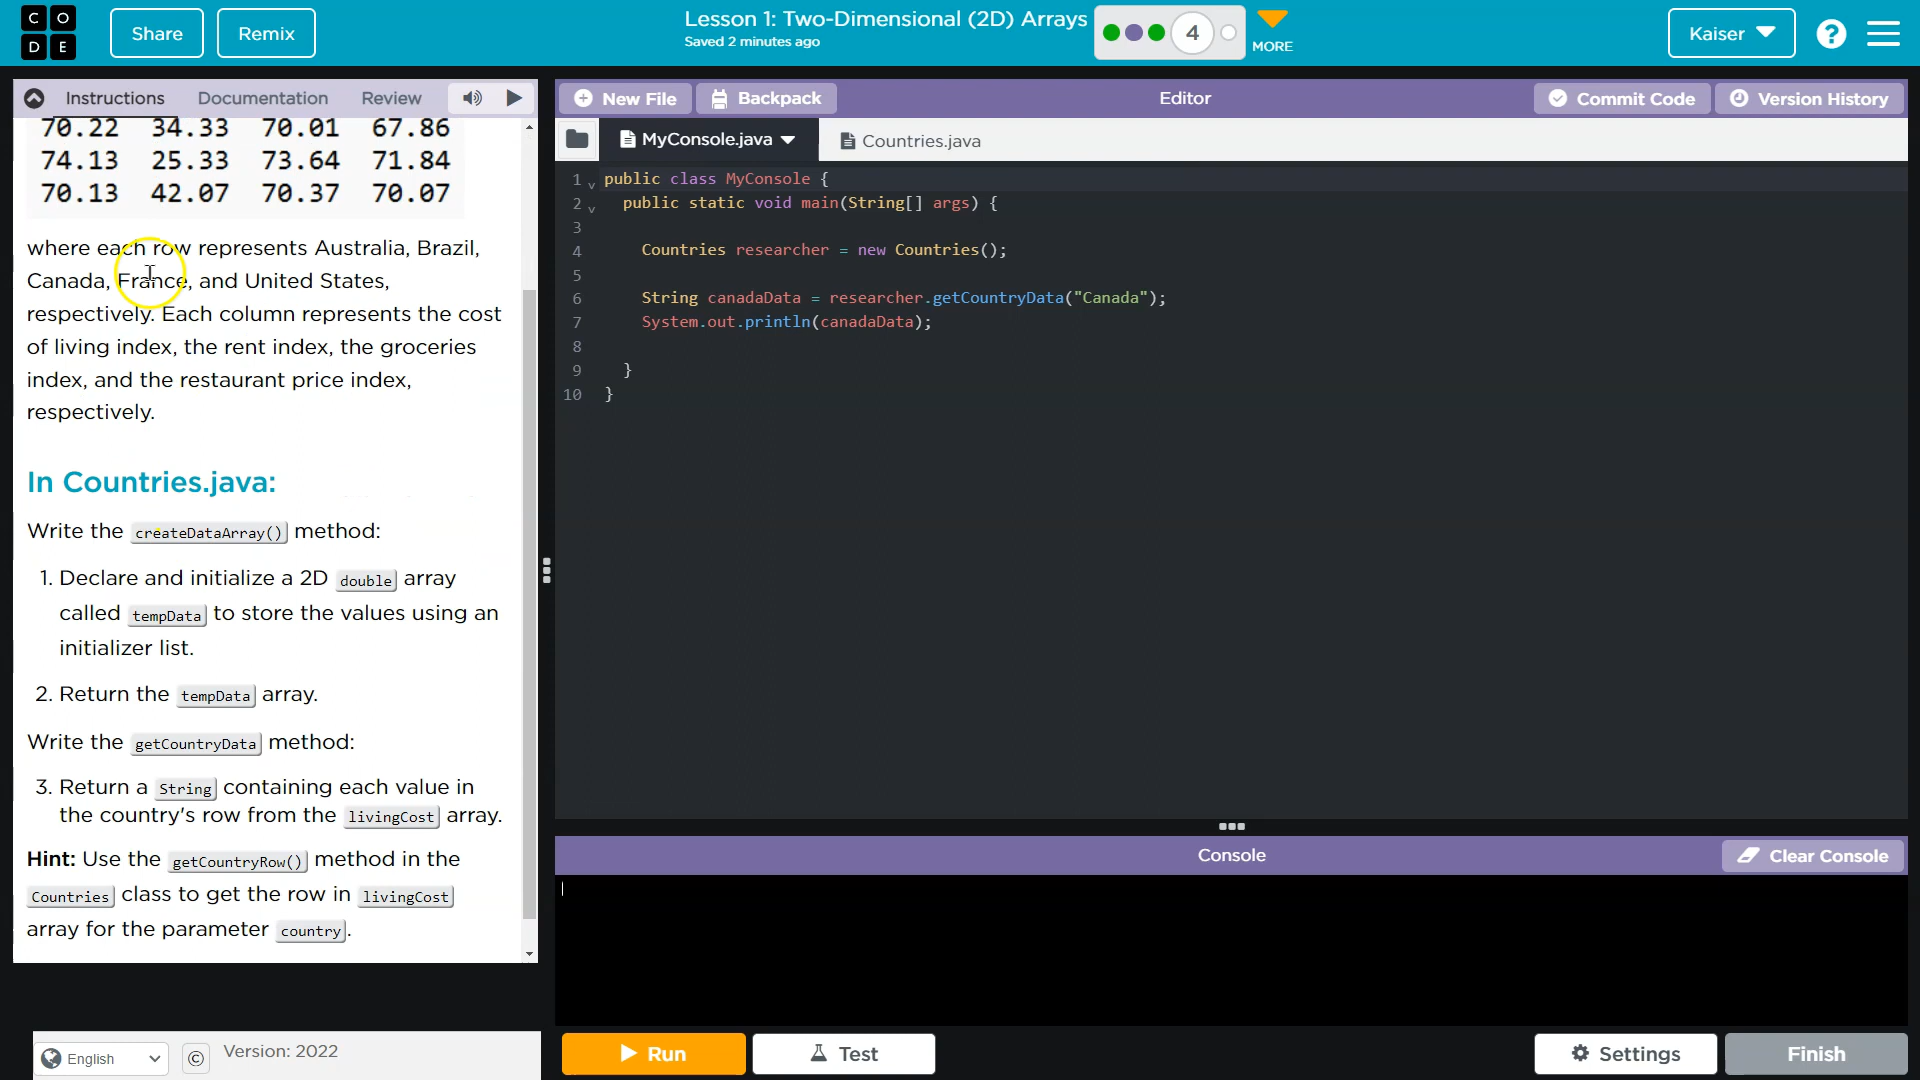 C O
D E
Share
Remix
Lesson 1: Two-Dimensional (2D) Arrays
Saved 2 minutes ago
4
MORE
Kaiser
?
Instructions
Documentation
Review
70.22 34.33 70.01 67.86
74.13 25.33 73.64 71.84
70.13 42.07 70.37 70.07
where each row represents Australia, Brazil,
Canada, France, and United States,
respectively. Each column represents the cost
of living index, the rent index, the groceries
index, and the restaurant price index,
respectively.
In Countries.java:
Write the createDataArray() method:
1. Declare and initialize a 2D double array
called tempData to store the values using an
initializer list.
2. Return the tempData array.
Write the getCountryData method:
3. Return a String containing each value in
the country's row from the livingCost array.
Hint: Use the getCountryRow() method in the
Countries class to get the row in livingCost
array for the parameter country.
English
©
Version: 2022
New File
Backpack
Editor
Commit Code
Version History
MyConsole.java
Countries.java
1 public class MyConsole {
2 public static void main(String[] args) {
3
4 Countries researcher = new Countries();
5
6 String canadaData = researcher.getCountryData("Canada");
7 System.out.println(canadaData);
8
9 }
10 }
Console
Clear Console
Run
Test
Settings
Finish